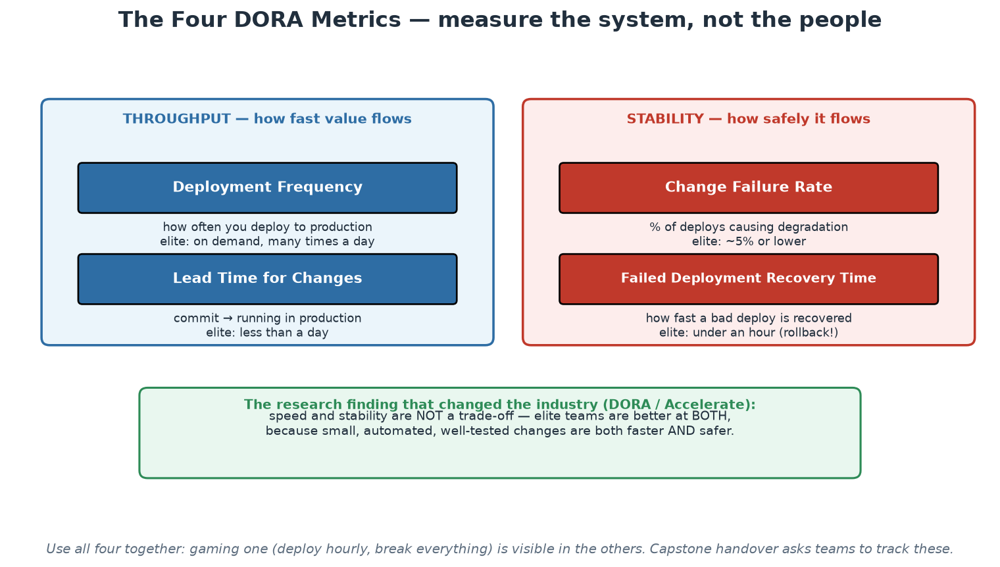 The Four DORA Metrics — measure the system, not the people
THROUGHPUT — how fast value flows
Deployment Frequency
how often you deploy to production
elite: on demand, many times a day
Lead Time for Changes
commit → running in production
elite: less than a day
STABILITY — how safely it flows
Change Failure Rate
% of deploys causing degradation
elite: ~5% or lower
Failed Deployment Recovery Time
how fast a bad deploy is recovered
elite: under an hour (rollback!)
The research finding that changed the industry (DORA / Accelerate):
speed and stability are NOT a trade-off — elite teams are better at BOTH,
because small, automated, well-tested changes are both faster AND safer.
Use all four together: gaming one (deploy hourly, break everything) is visible in the others. Capstone handover asks teams to track these.